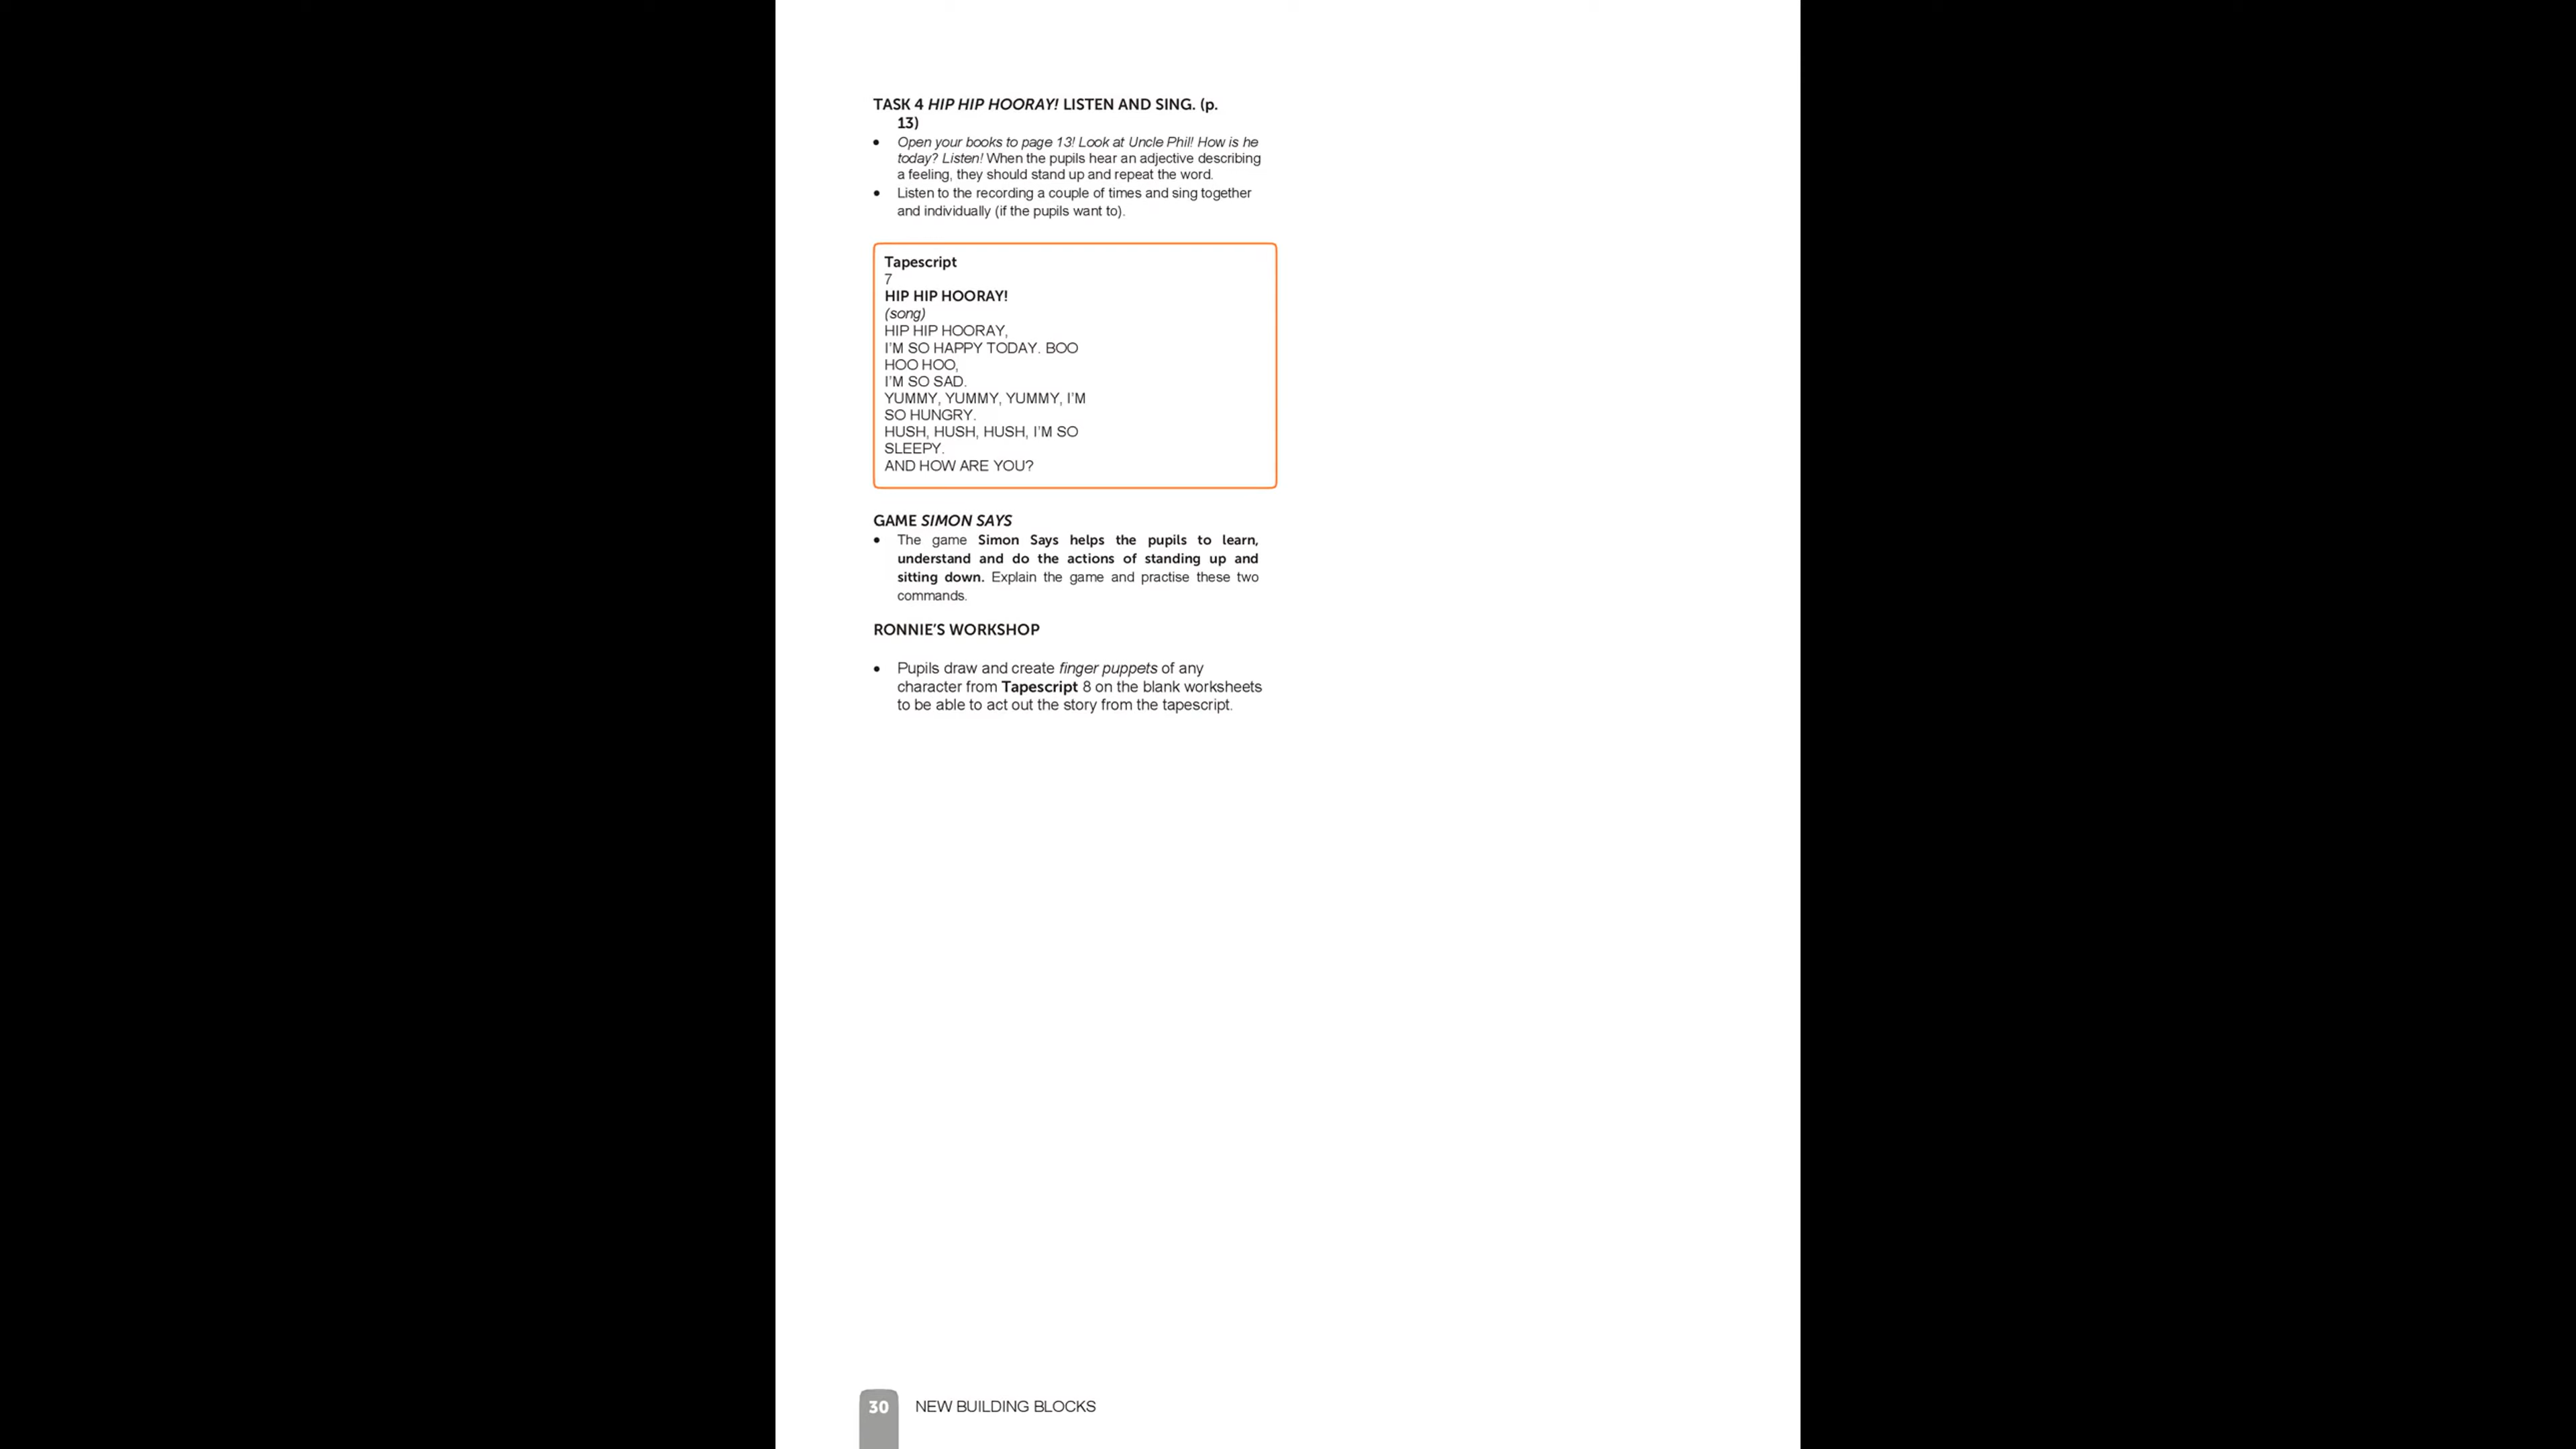 TASK 4 HIP HIP HOORAY! LISTEN AND SING. (p.
13)
• Open your books to page 13! Look at Uncle Phil! How is he
today? Listen! When the pupils hear an adjective describing
a feeling, they should stand up and repeat the word.
• Listen to the recording a couple of times and sing together
and individually (if the pupils want to).
Tapescript
7
HIP HIP HOORAY!
(song)
HIP HIP HOORAY,
I'M SO HAPPY TODAY. BOO
HOO HOO,
I'M SO SAD.
YUMMY, YUMMY, YUMMY, I'M
SO HUNGRY.
HUSH, HUSH, HUSH, I'M SO
SLEEPY.
AND HOW ARE YOU?
GAME SIMON SAYS
• The game Simon Says helps the pupils to learn,
understand and do the actions of standing up and
sitting down. Explain the game and practise these two
commands.
RONNIE'S WORKSHOP
• Pupils draw and create finger puppets of any
character from Tapescript 8 on the blank worksheets
to be able to act out the story from the tapescript.
30 NEW BUILDING BLOCKS